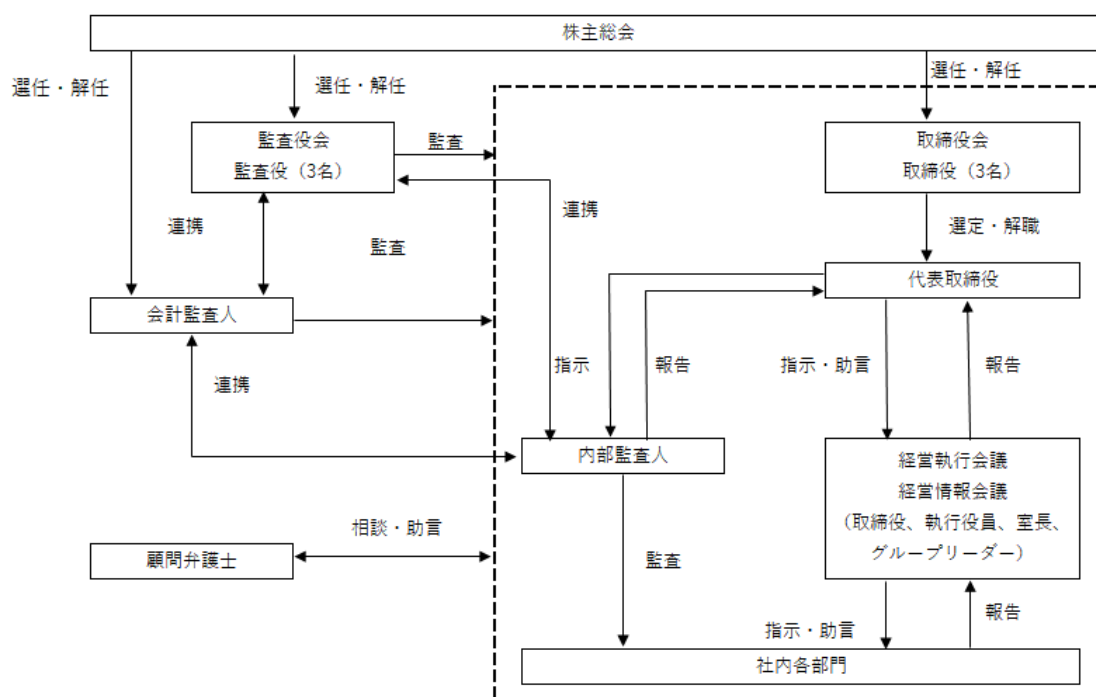 株主総会
選任・解任
選任・解任
選任・解任
監査役会
監査役（3名）
監査
取締役会
取締役（3名）
連携
監査
連携
選定・解職
代表取締役
会計監査人
連携
指示
報告
指示・助言
報告
内部監査人
経営執行会議
経営情報会議
（取締役、執行役員、室長、
グループリーダー）
相談・助言
顧問弁護士
監査
指示・助言
報告
社内各部門